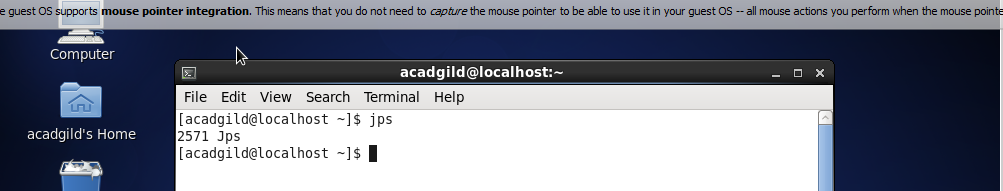 e guest OS supports mouse pointer integration. This means that you do not need to capture the mouse pointer to be able to use it in your guest OS -- all mouse actions you perform when the mouse pointe
Computer
acadgild's Home
acadgild@localhost:~
File Edit View Search Terminal Help
[acadgild@localhost ~]$ jps
2571 Jps
[acadgild@localhost ~]$